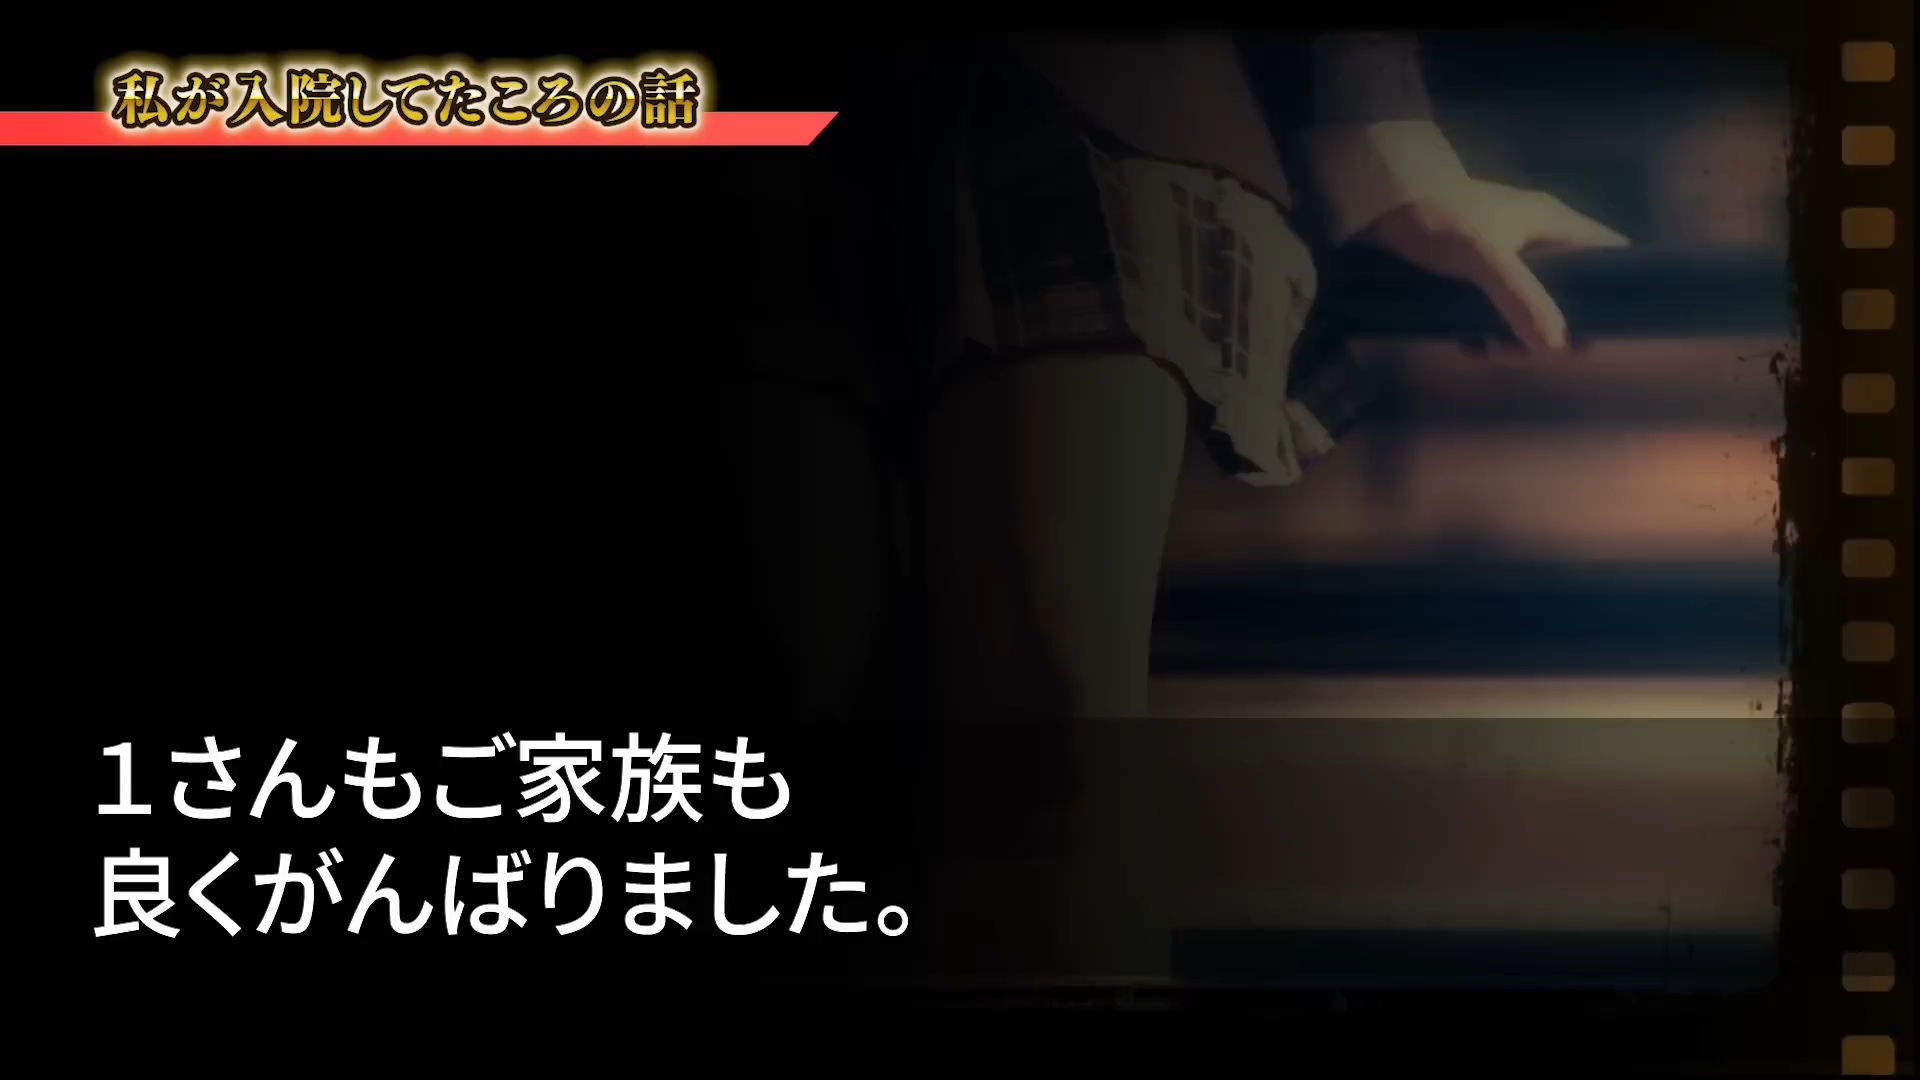 私が入院してたころの話
１さんもご家族も
良くがんばりました。